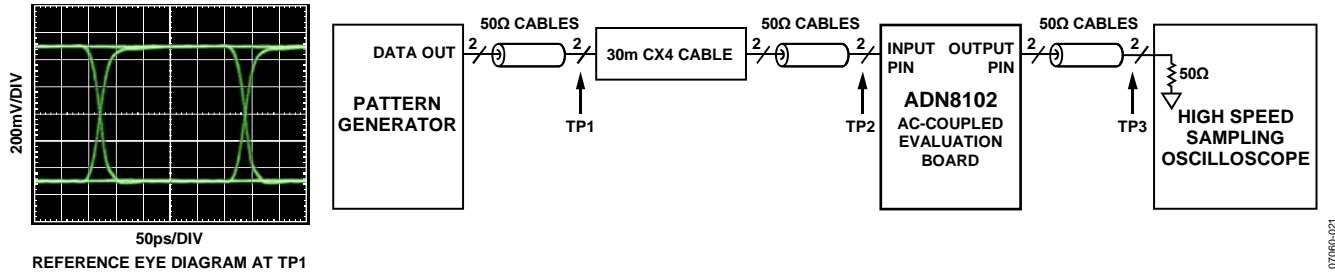 200mV/DIV
50ps/DIV
REFERENCE EYE DIAGRAM AT TP1
DATA OUT
PATTERN
GENERATOR
50Ω CABLES
2
2
TP1
30m CX4 CABLE
50Ω CABLES
2
2
TP2
INPUT
PIN
OUTPUT
PIN
ADN8102
AC-COUPLED
EVALUATION
BOARD
50Ω CABLES
2
2
TP3
50Ω
HIGH SPEED
SAMPLING
OSCILLOSCOPE
07060-021